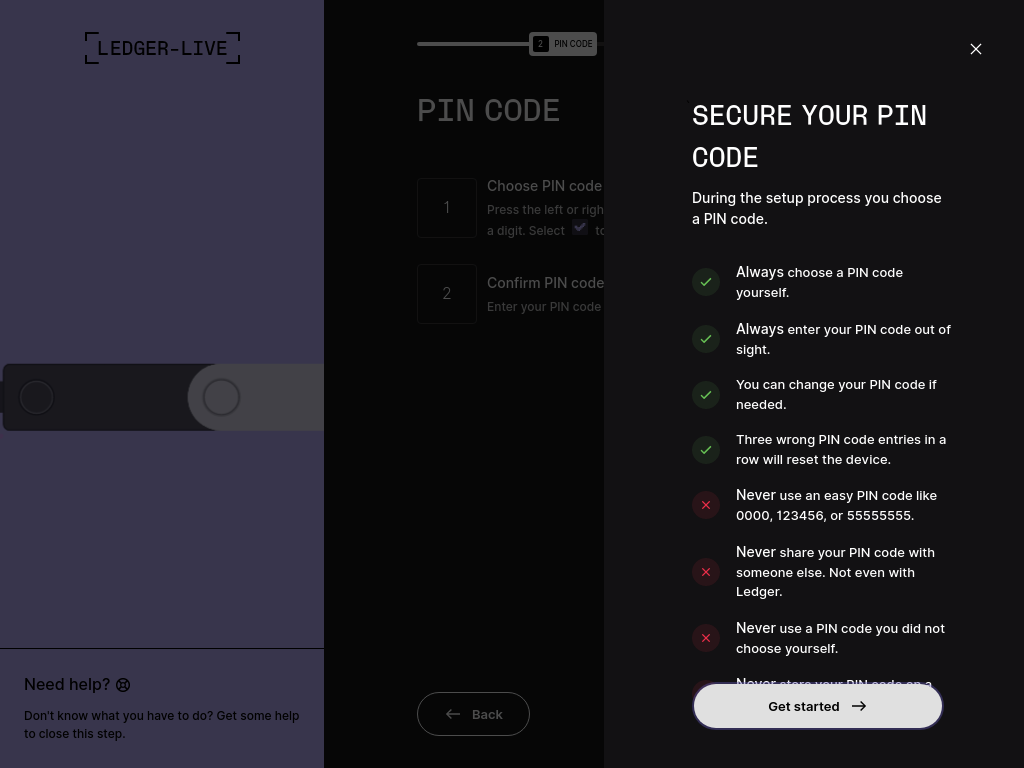 LEDGER-LIVE
Need help?
Don't know what you have to do? Get some help
to close this step.
2 PIN CODE
PIN CODE
1
Choose PIN code
Press the left or righ
a digit. Select to
2
Confirm PIN code
Enter your PIN code
Back
SECURE YOUR PIN
CODE
During the setup process you choose
a PIN code.
Always choose a PIN code
yourself.
Always enter your PIN code out of
sight.
You can change your PIN code if
needed.
Three wrong PIN code entries in a
row will reset the device.
Never use an easy PIN code like
0000, 123456, or 55555555.
Never share your PIN code with
someone else. Not even with
Ledger.
Never use a PIN code you did not
choose yourself.
Never store your PIN code on a
Get started